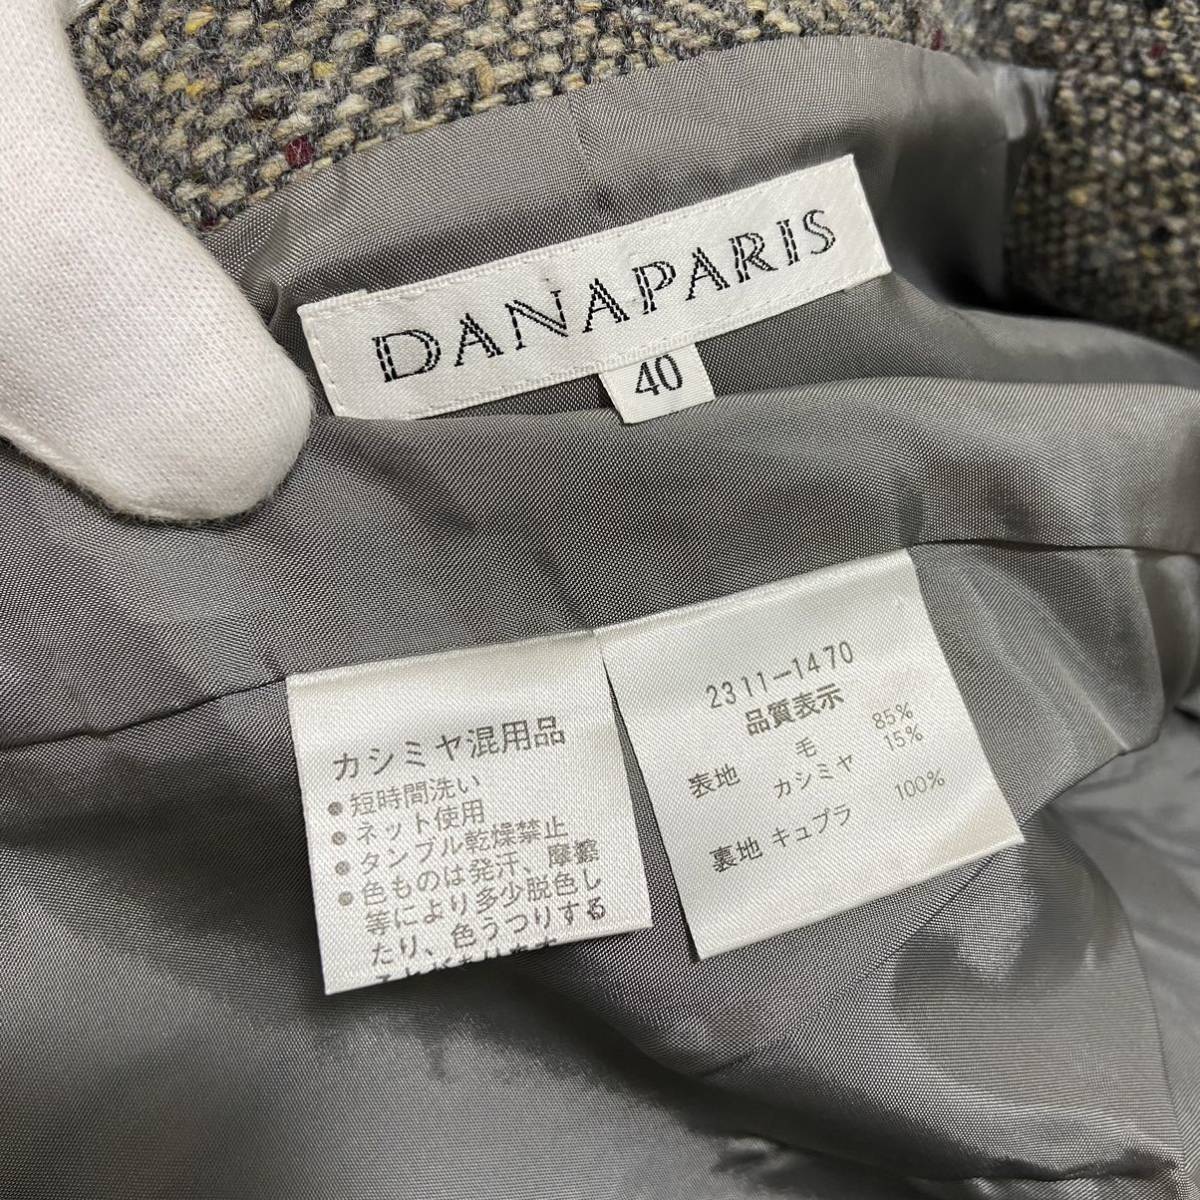 DANAPARIS
40
カシミヤ混用品
●短時間洗い
●ネット使用
●タンブル乾燥禁止
●色ものは発汗、摩擦
等により多少脱色し
たり、色うつりする
2311-1470
品質表示
表地 毛 85%
カシミヤ 15%
裏地 キュプラ 100%